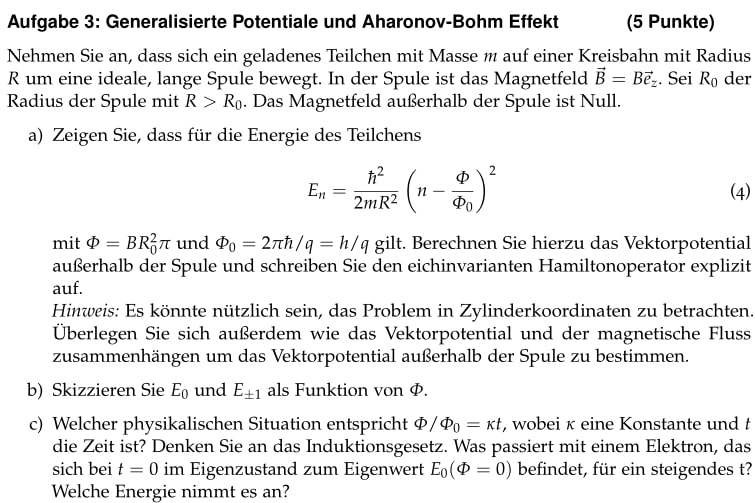 Aufgabe 3: Generalisierte Potentiale und Aharonov-Bohm Effekt (5 Punkte)
Nehmen Sie an, dass sich ein geladenes Teilchen mit Masse m auf einer Kreisbahn mit Radius
R um eine ideale, lange Spule bewegt. In der Spule ist das Magnetfeld $\vec{B} = B\vec{e}_z$. Sei $R_0$ der
Radius der Spule mit $R > R_0$. Das Magnetfeld außerhalb der Spule ist Null.
a) Zeigen Sie, dass für die Energie des Teilchens
$E_n = \frac{\hbar^2}{2mR^2} \left( n - \frac{\Phi}{\Phi_0} \right)^2$ (4)
mit $\Phi = BR_0^2\pi$ und $\Phi_0 = 2\pi\hbar/q = h/q$ gilt. Berechnen Sie hierzu das Vektorpotential
außerhalb der Spule und schreiben Sie den eichinvarianten Hamiltonoperator explizit
auf.
Hinweis: Es könnte nützlich sein, das Problem in Zylinderkoordinaten zu betrachten.
Überlegen Sie sich außerdem wie das Vektorpotential und der magnetische Fluss
zusammenhängen um das Vektorpotential außerhalb der Spule zu bestimmen.
b) Skizzieren Sie $E_0$ und $E_{\pm 1}$ als Funktion von $\Phi$.
c) Welcher physikalischen Situation entspricht $\Phi/\Phi_0 = \kappa t$, wobei $\kappa$ eine Konstante und t
die Zeit ist? Denken Sie an das Induktionsgesetz. Was passiert mit einem Elektron, das
sich bei $t = 0$ im Eigenzustand zum Eigenwert $E_0(\Phi = 0)$ befindet, für ein steigendes t?
Welche Energie nimmt es an?